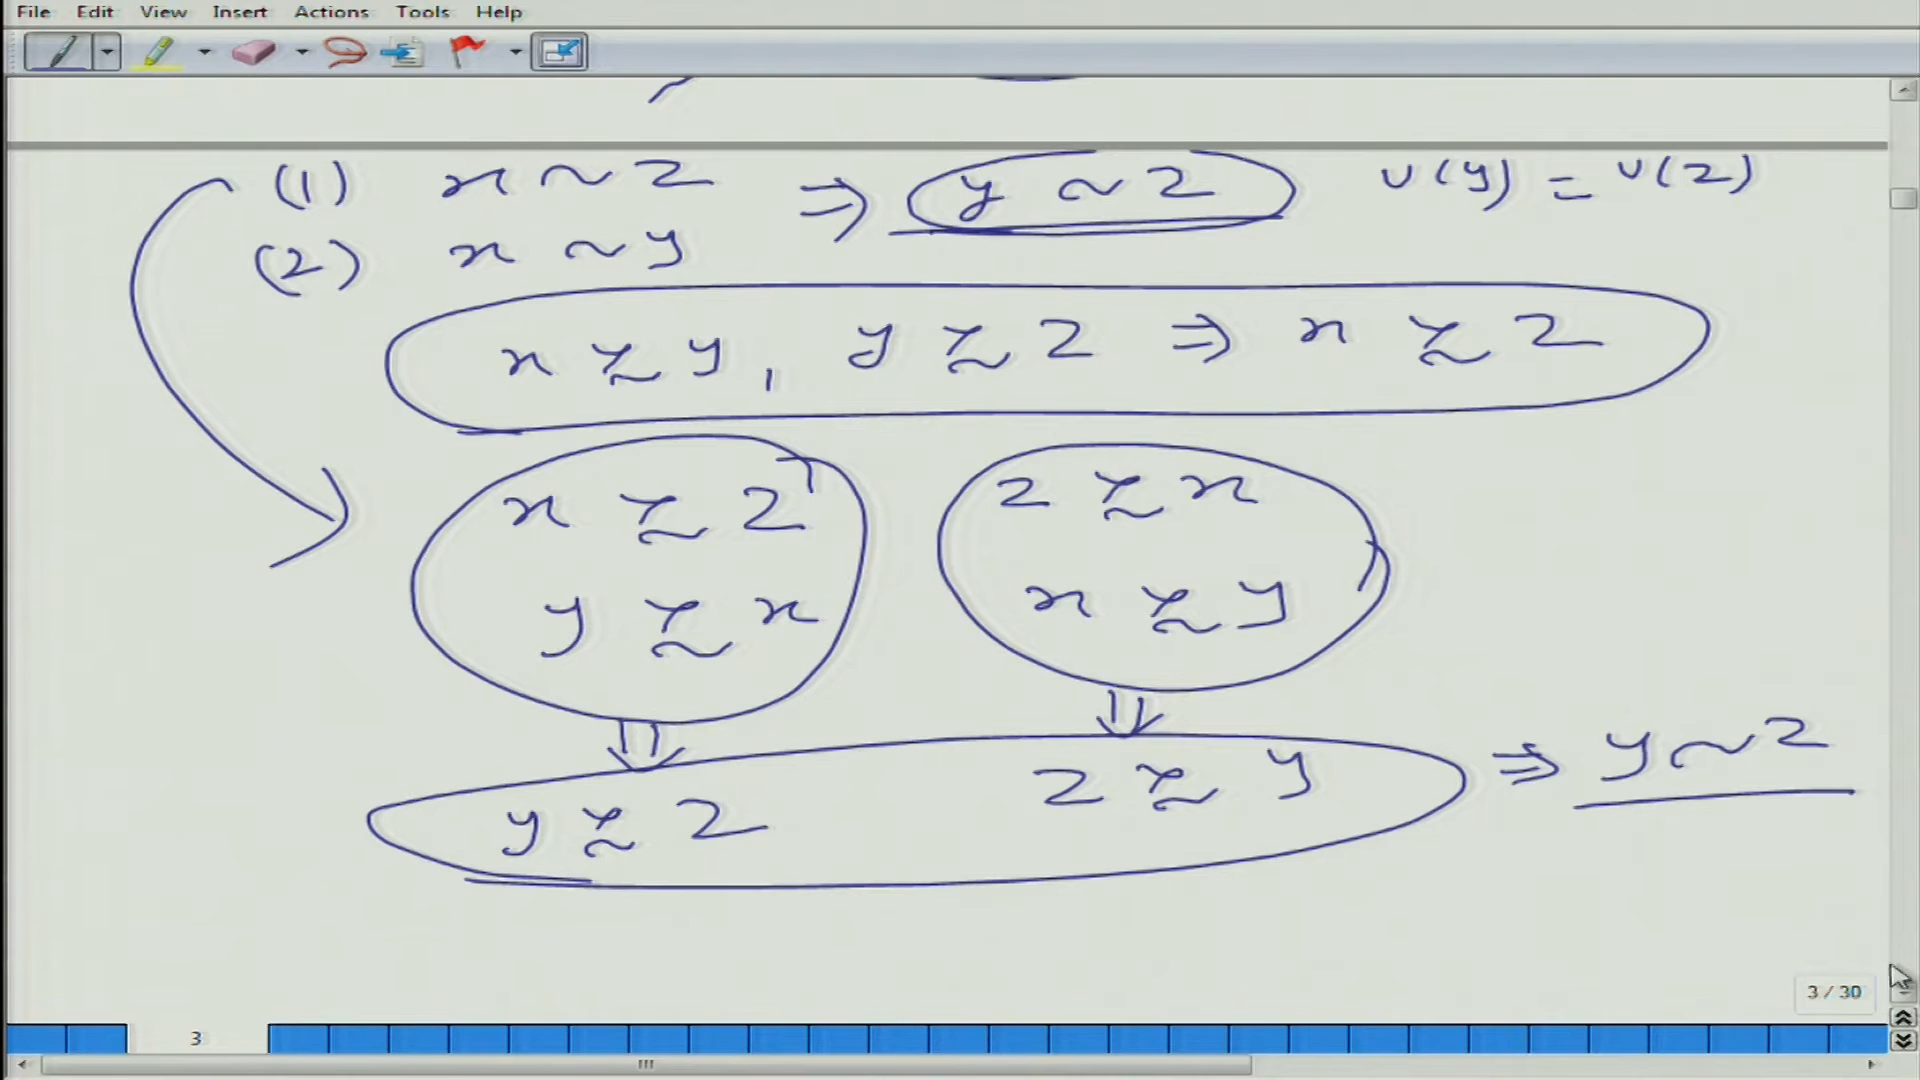 File Edit View Insert Actions Tools Help
(1) x ~ z ⇒ y ~ z u(y) = u(z)
(2) x ~ y
x ≿ y, y ≿ z ⇒ x ≿ z
x ≿ z z ≿ x
y ≿ x x ≿ y
⇓ ⇓
y ≿ z z ≿ y ⇒ y ~ z
3 / 30
3